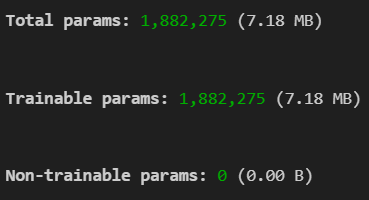 Total params: 1,882,275 (7.18 MB)
Trainable params: 1,882,275 (7.18 MB)
Non-trainable params: 0 (0.00 B)